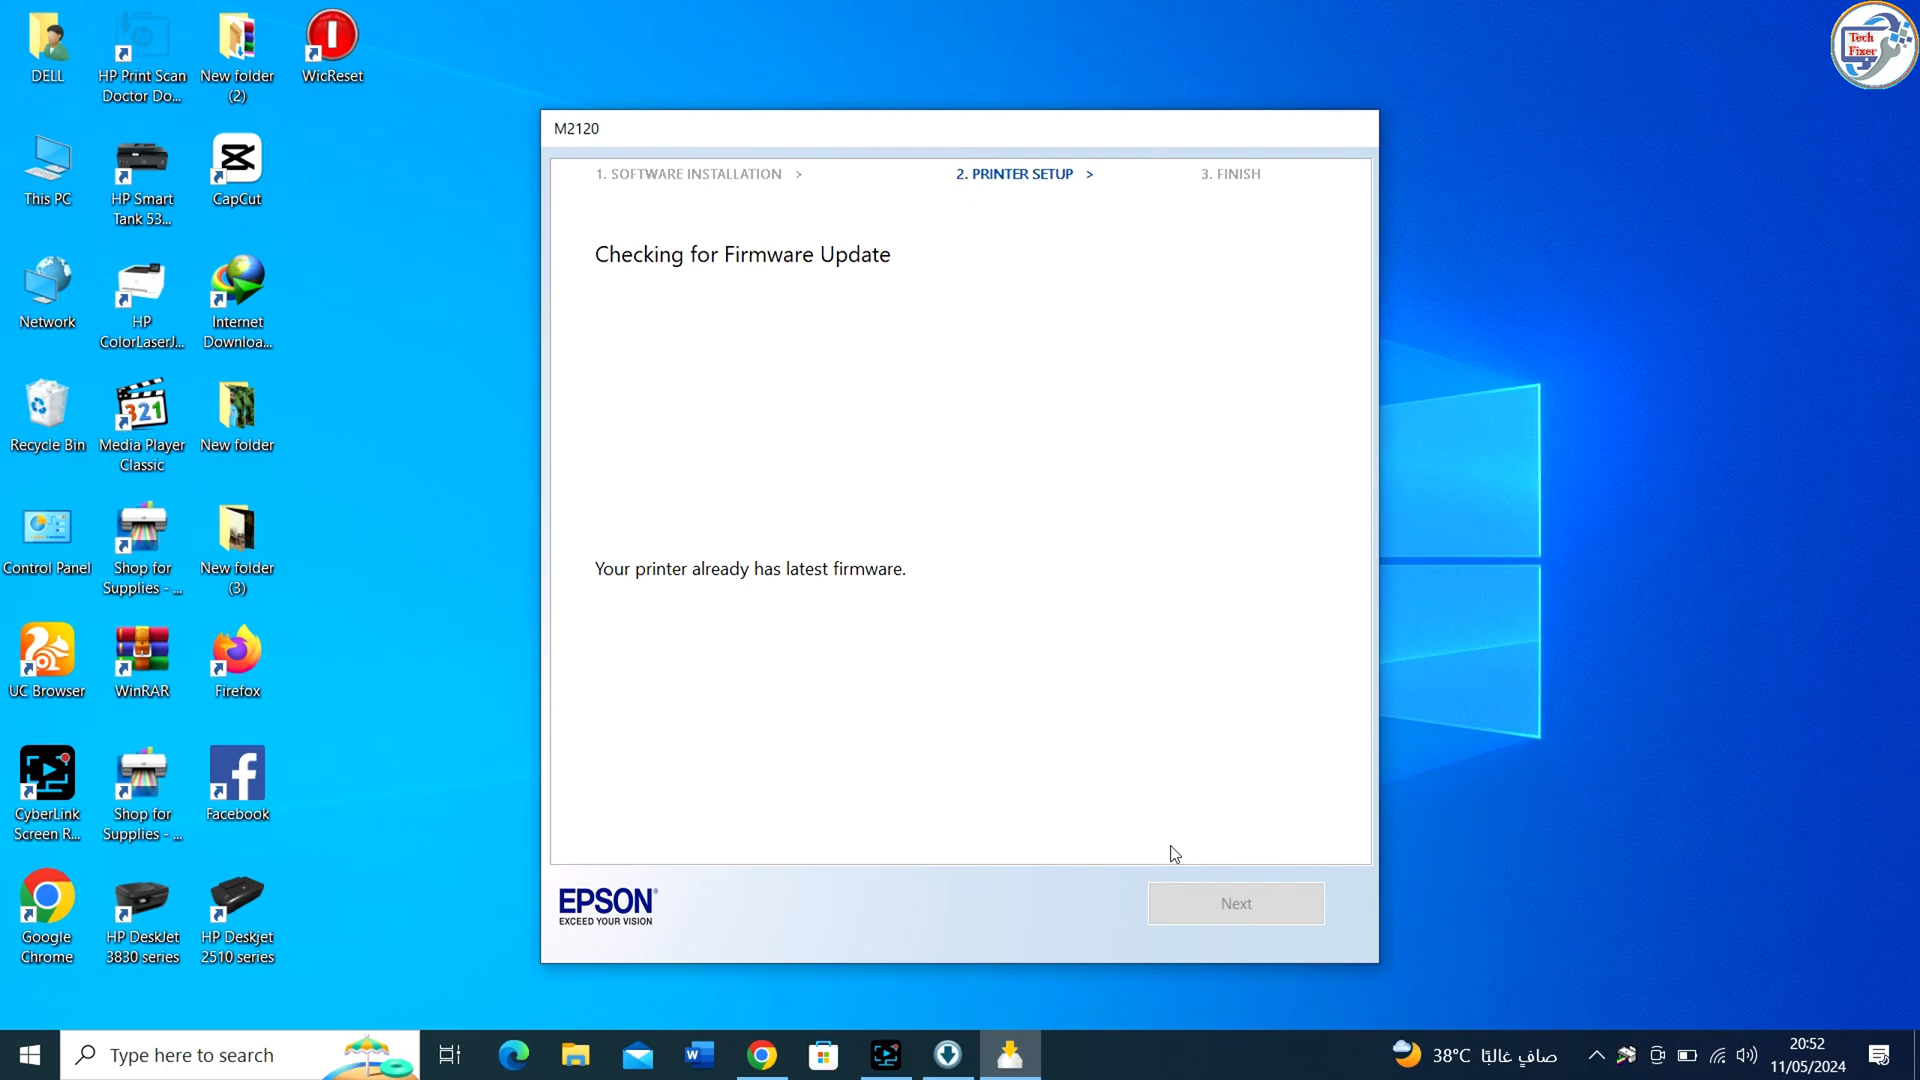 DELL
HP Print Scan
Doctor Do...
New folder
(2)
WicReset
Tech
Fixer
This PC
HP Smart
Tank 53...
CapCut
Network
HP
ColorLaserJ...
Internet
Downloa...
Recycle Bin
321
Media Player
Classic
New folder
Control Panel
Shop for
Supplies - ...
New folder
(3)
UC Browser
WinRAR
Firefox
CyberLink
Screen R...
Shop for
Supplies - ...
Facebook
Google
Chrome
HP DeskJet
3830 series
HP Deskjet
2510 series
M2120
1. SOFTWARE INSTALLATION >
2. PRINTER SETUP >
3. FINISH
Checking for Firmware Update
Your printer already has latest firmware.
EPSON®
EXCEED YOUR VISION
Next
Type here to search
38°C صافٍ غالبًا
20:52
11/05/2024